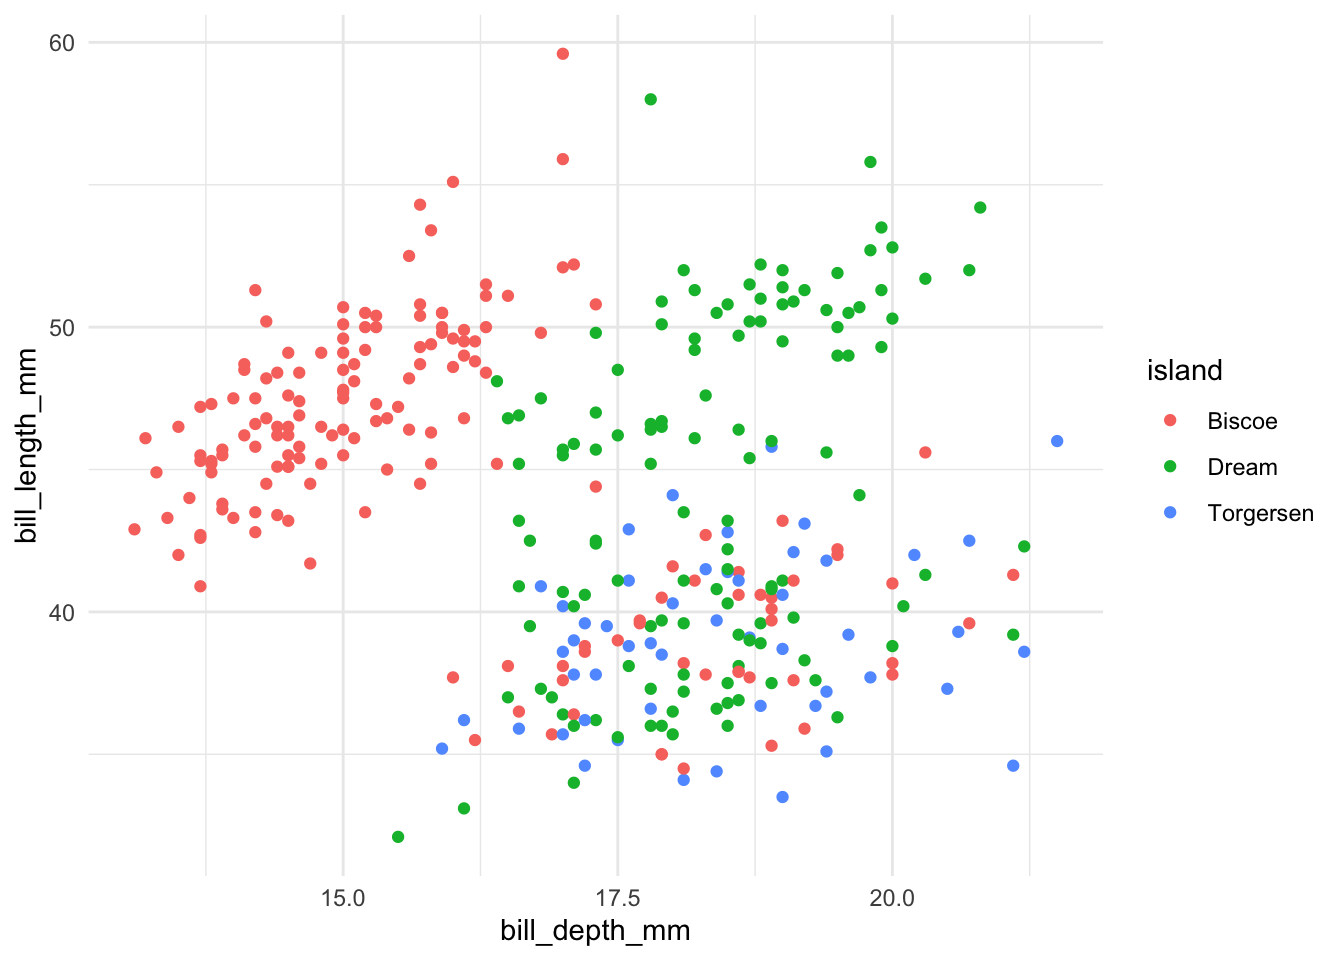 60
50
40
bill_length_mm
15.0
17.5
20.0
bill_depth_mm
island
Biscoe
Dream
Torgersen